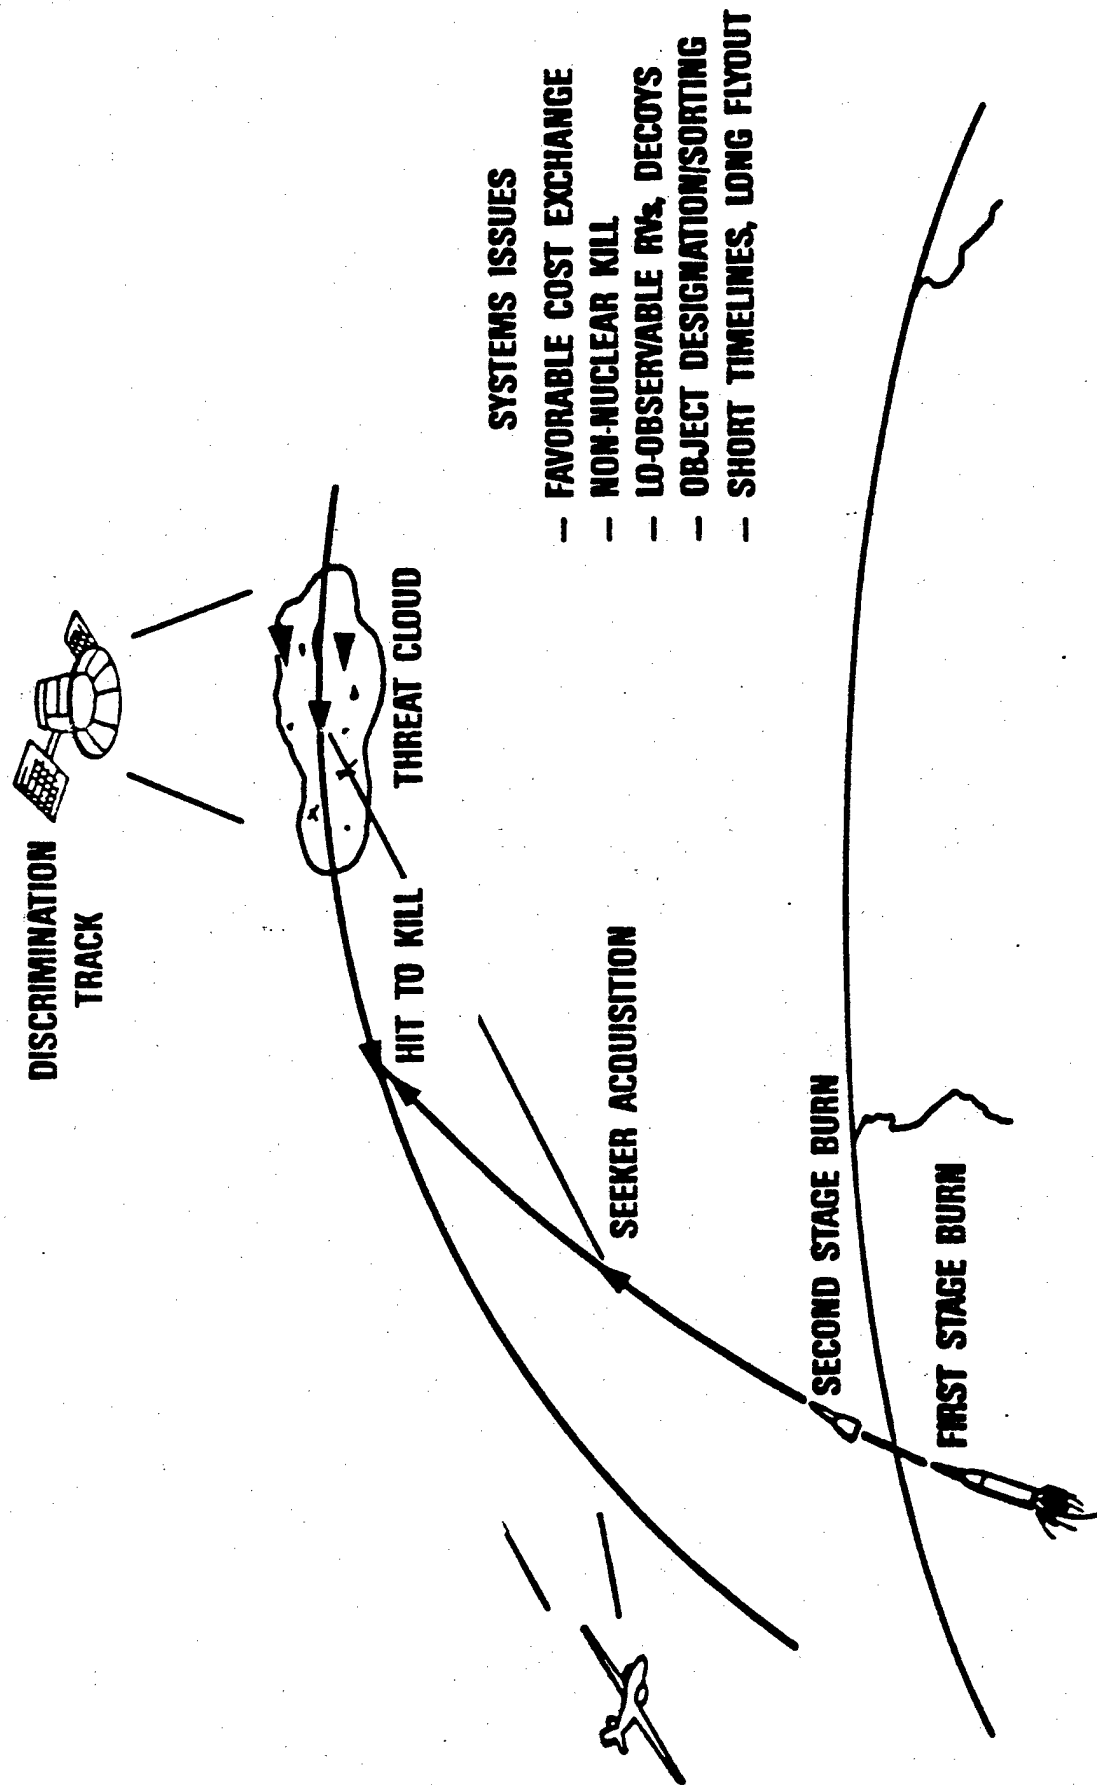 DISCRIMINATION
TRACK
THREAT CLOUD
HIT TO KILL
SEEKER ACQUISITION
SECOND STAGE BURN
FIRST STAGE BURN
SYSTEMS ISSUES
– FAVORABLE COST EXCHANGE
– NON-NUCLEAR KILL
– LO-OBSERVABLE RVs, DECOYS
– OBJECT DESIGNATION/SORTING
– SHORT TIMELINES, LONG FLYOUT